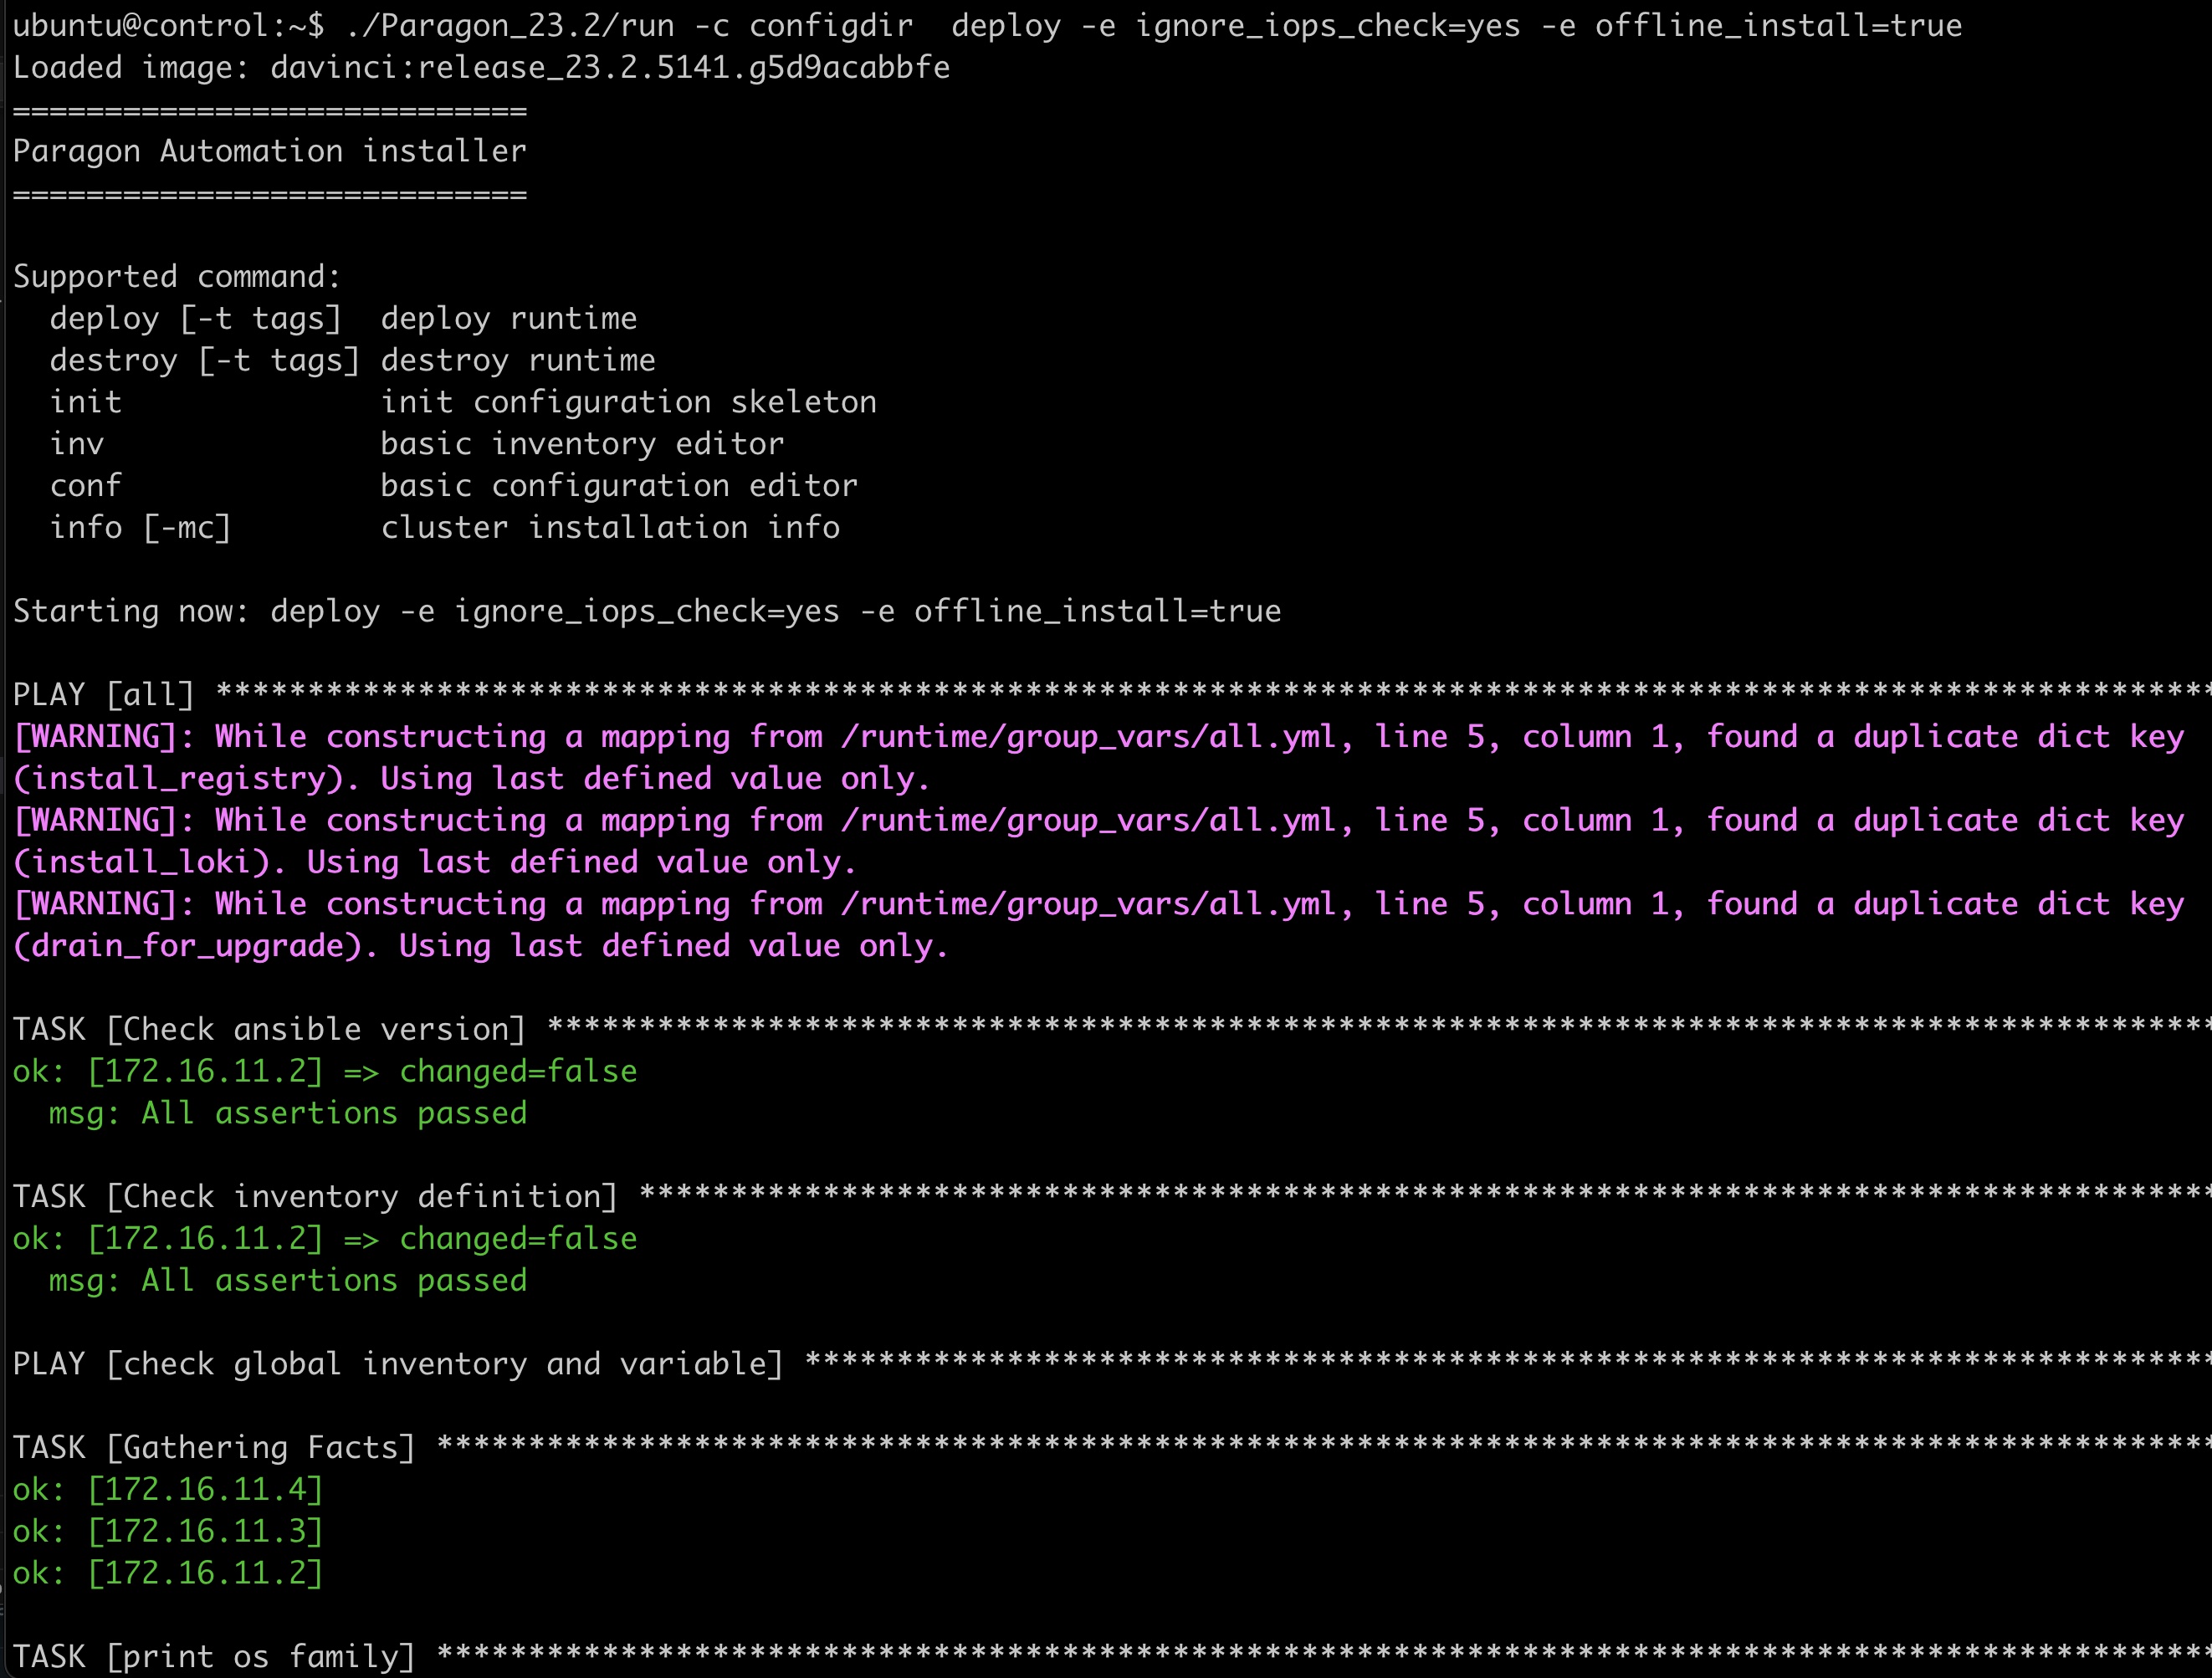 ubuntu@control:~$ ./Paragon_23.2/run -c configdir  deploy -e ignore_iops_check=yes -e offline_install=true
Loaded image: davinci:release_23.2.5141.g5d9acabbfe
============================
Paragon Automation installer
============================
Supported command:
  deploy [-t tags]  deploy runtime
  destroy [-t tags] destroy runtime
  init              init configuration skeleton
  inv               basic inventory editor
  conf              basic configuration editor
  info [-mc]        cluster installation info
Starting now: deploy -e ignore_iops_check=yes -e offline_install=true
PLAY [all] *************************************************************************************************************
[WARNING]: While constructing a mapping from /runtime/group_vars/all.yml, line 5, column 1, found a duplicate dict key
(install_registry). Using last defined value only.
[WARNING]: While constructing a mapping from /runtime/group_vars/all.yml, line 5, column 1, found a duplicate dict key
(install_loki). Using last defined value only.
[WARNING]: While constructing a mapping from /runtime/group_vars/all.yml, line 5, column 1, found a duplicate dict key
(drain_for_upgrade). Using last defined value only.
TASK [Check ansible version] *******************************************************************************************
ok: [172.16.11.2] => changed=false
  msg: All assertions passed
TASK [Check inventory definition] **************************************************************************************
ok: [172.16.11.2] => changed=false
  msg: All assertions passed
PLAY [check global inventory and variable] *****************************************************************************
TASK [Gathering Facts] *************************************************************************************************
ok: [172.16.11.4]
ok: [172.16.11.3]
ok: [172.16.11.2]
TASK [print os family] *************************************************************************************************